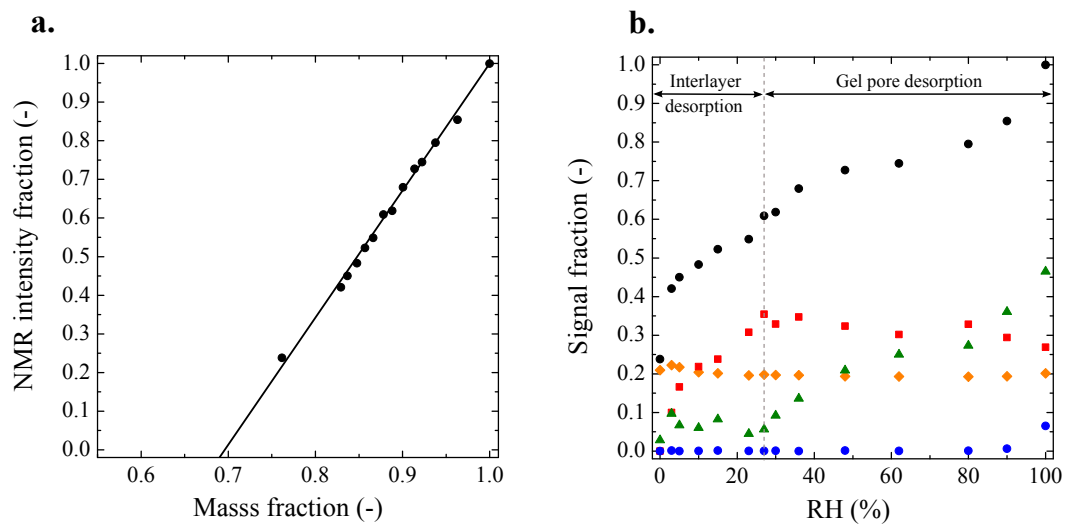 a.
NMR intensity fraction (-)
1.0
0.9
0.8
0.7
0.6
0.5
0.4
0.3
0.2
0.1
0.0
0.6 0.7 0.8 0.9 1.0
Masss fraction (-)
b.
Signal fraction (-)
1.0
0.9
0.8
0.7
0.6
0.5
0.4
0.3
0.2
0.1
0.0
Interlayer
desorption
Gel pore desorption
0 20 40 60 80 100
RH (%)